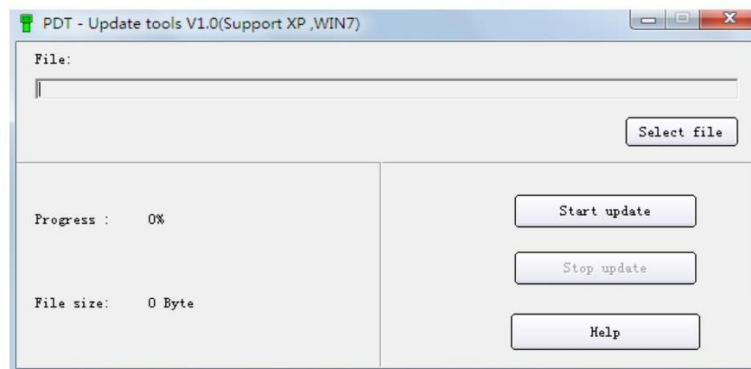 PDT - Update tools V1.0(Support XP ,WIN7)
File:
Select file
Progress : 0%
Start update
Stop update
File size: 0 Byte
Help